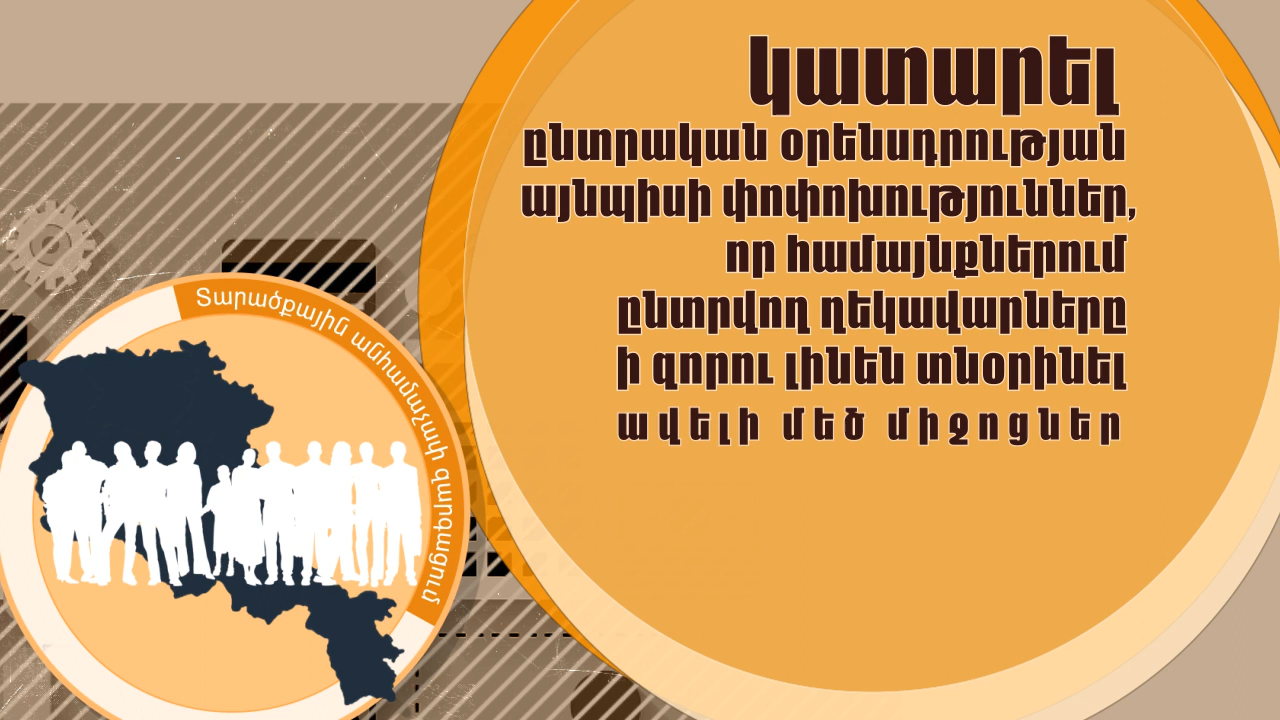 կատարել
ընտրական օրենսդրության
այնպիսի փոփոխություններ,
որ համայնքներում
ընտրվող ղեկավարները
ի զորու լինեն տնօրինել
ավելի մեծ միջոցներ
Տարածքային անհամաչափ զարգացում